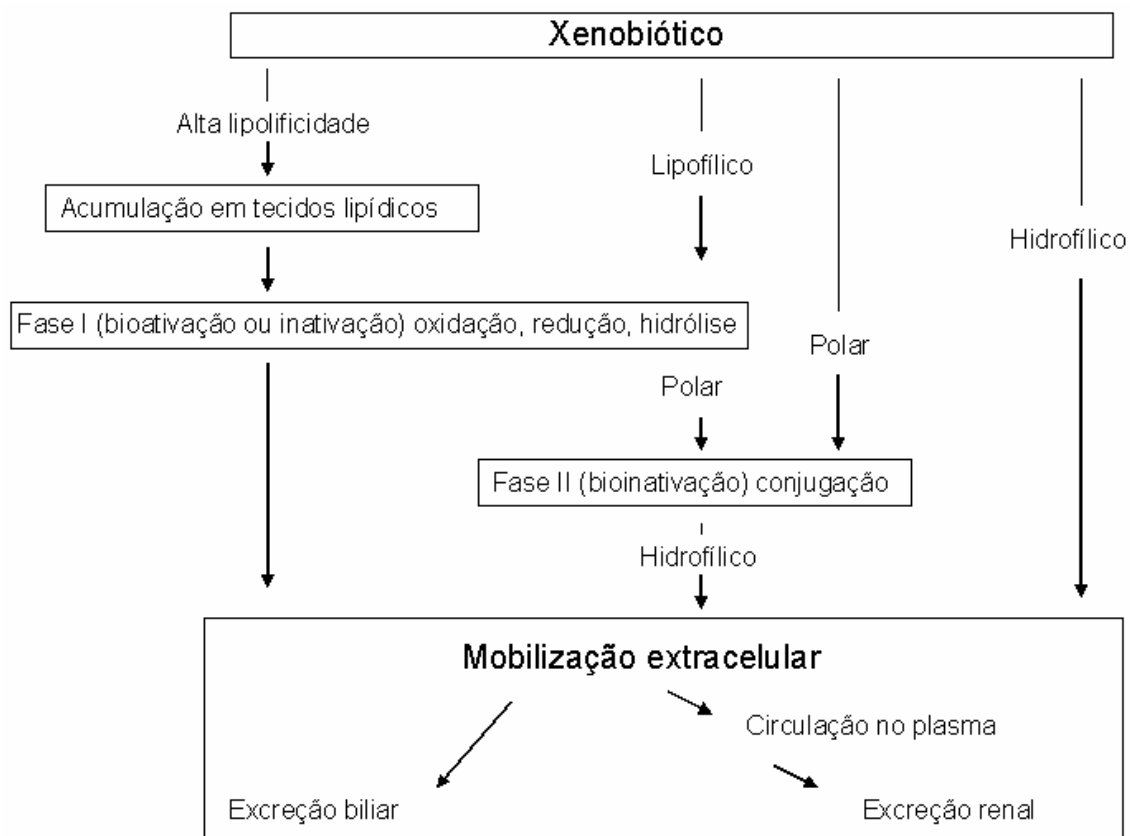 Xenobiótico
Alta lipolificidade
Lipofílico
Acumulação em tecidos lipídicos
Hidrofílico
Fase I (bioativação ou inativação) oxidação, redução, hidrólise
Polar
Polar
Fase II (bioinativação) conjugação
Hidrofílico
Mobilização extracelular
Circulação no plasma
Excreção biliar
Excreção renal